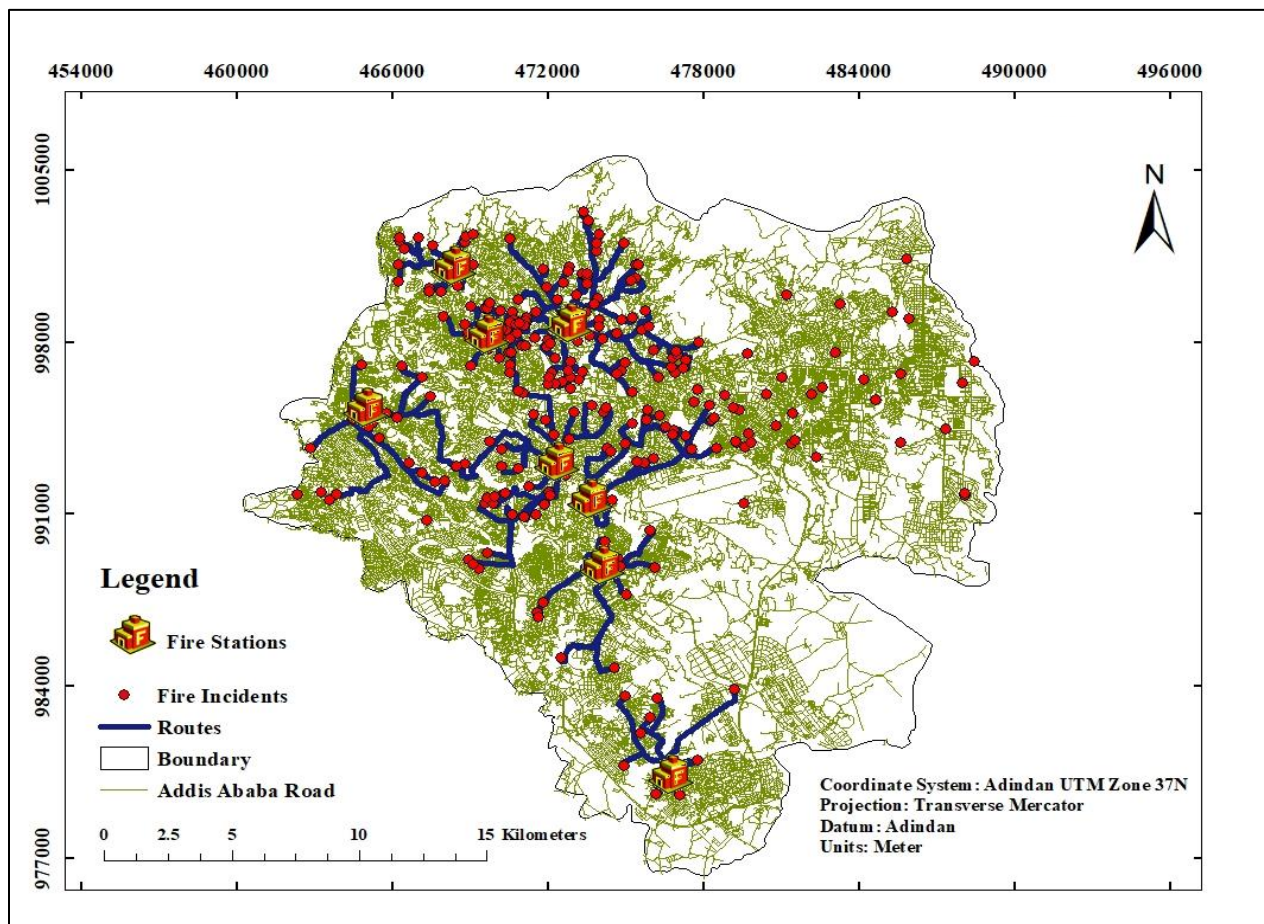 454000 460000 466000 472000 478000 484000 490000 496000
1005000
998000
991000
984000
977000
N
Legend
F Fire Stations
Fire Incidents
Routes
Boundary
Addis Ababa Road
0 2.5 5 10 15 Kilometers
Coordinate System: Adindan UTM Zone 37N
Projection: Transverse Mercator
Datum: Adindan
Units: Meter